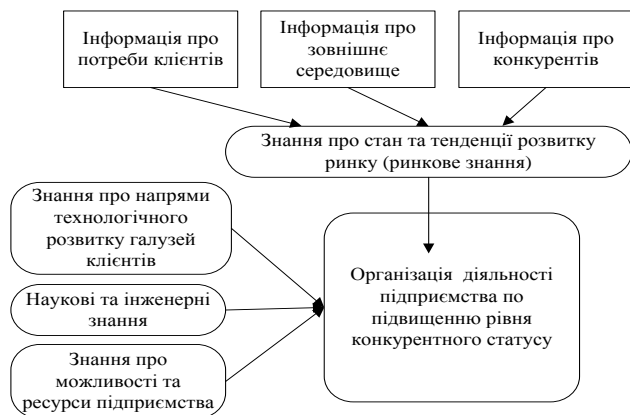 Інформація про
потреби клієнтів
Інформація про
зовнішнє
середовище
Інформація про
конкурентів
Знання про стан та тенденції розвитку
ринку (ринкове знання)
Знання про напрями
технологічного
розвитку галузей
клієнтів
Наукові та інженерні
знання
Знання про
можливості та
ресурси підприємства
Організація діяльності
підприємства по
підвищенню рівня
конкурентного статусу